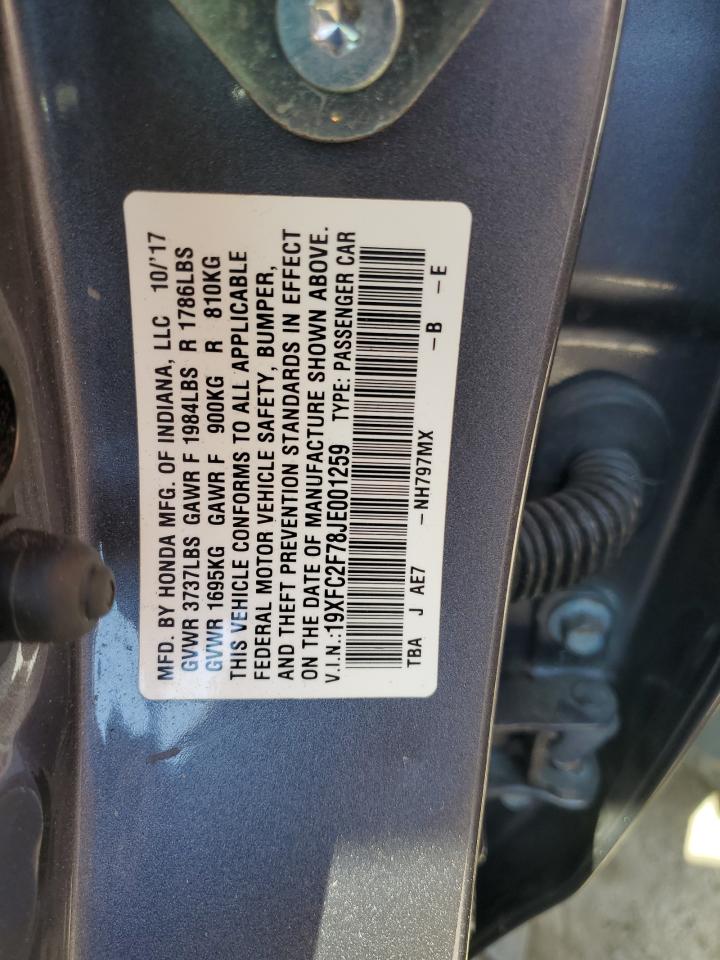 MFD. BY HONDA MFG. OF INDIANA, LLC 10/'17
GVWR 3737LBS GAWR F 1984LBS R 1786LBS
GVWR 1695KG GAWR F 900KG R 810KG
THIS VEHICLE CONFORMS TO ALL APPLICABLE
FEDERAL MOTOR VEHICLE SAFETY, BUMPER,
AND THEFT PREVENTION STANDARDS IN EFFECT
ON THE DATE OF MANUFACTURE SHOWN ABOVE.
V.I.N.:19XFC2F78JE001259 TYPE: PASSENGER CAR
TBA J AE7 -NH797MX -B -E